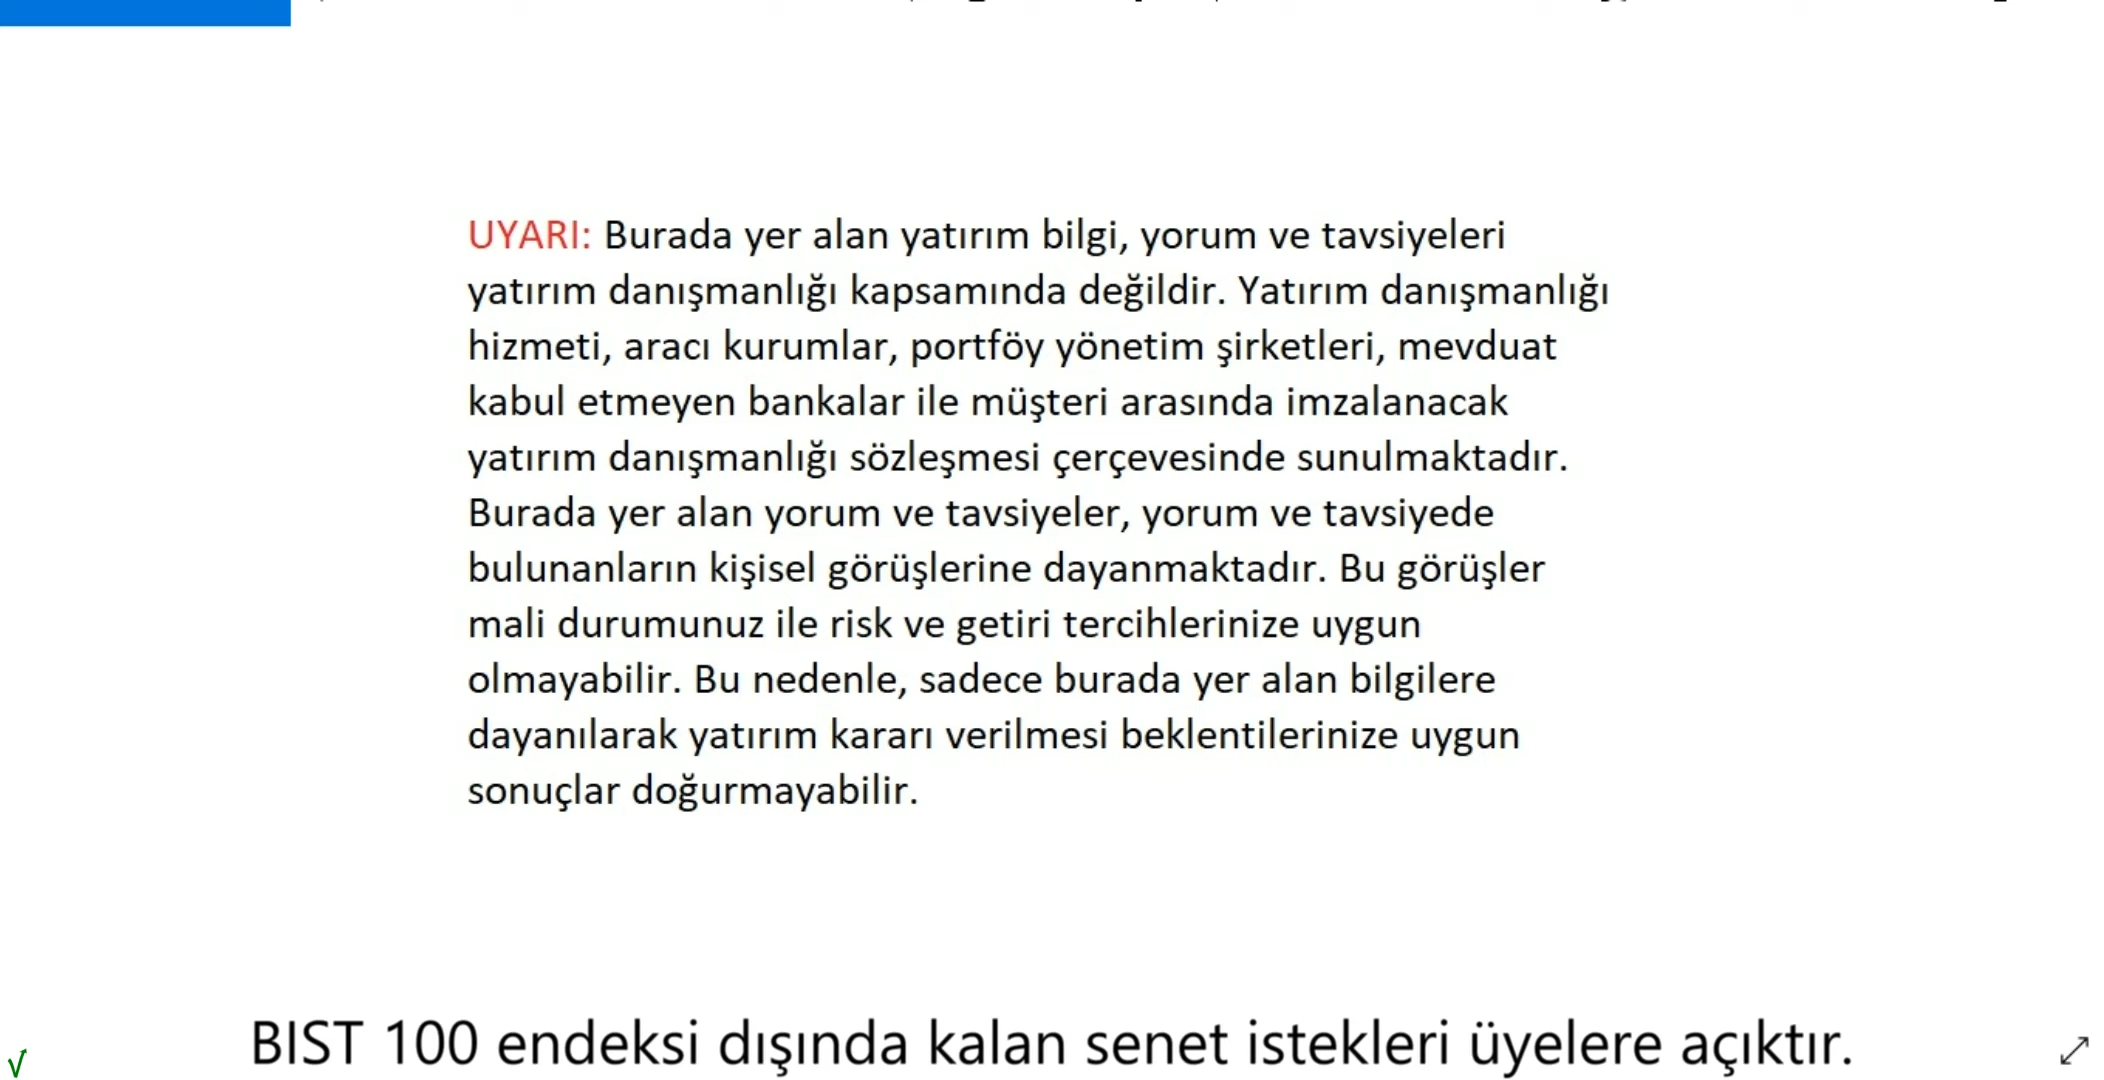 UYARI: Burada yer alan yatırım bilgi, yorum ve tavsiyeleri
yatırım danışmanlığı kapsamında değildir. Yatırım danışmanlığı
hizmeti, aracı kurumlar, portföy yönetim şirketleri, mevduat
kabul etmeyen bankalar ile müşteri arasında imzalanacak
yatırım danışmanlığı sözleşmesi çerçevesinde sunulmaktadır.
Burada yer alan yorum ve tavsiyeler, yorum ve tavsiyede
bulunanların kişisel görüşlerine dayanmaktadır. Bu görüşler
mali durumunuz ile risk ve getiri tercihlerinize uygun
olmayabilir. Bu nedenle, sadece burada yer alan bilgilere
dayanılarak yatırım kararı verilmesi beklentilerinize uygun
sonuçlar doğurmayabilir.
BIST 100 endeksi dışında kalan senet istekleri üyelere açıktır.